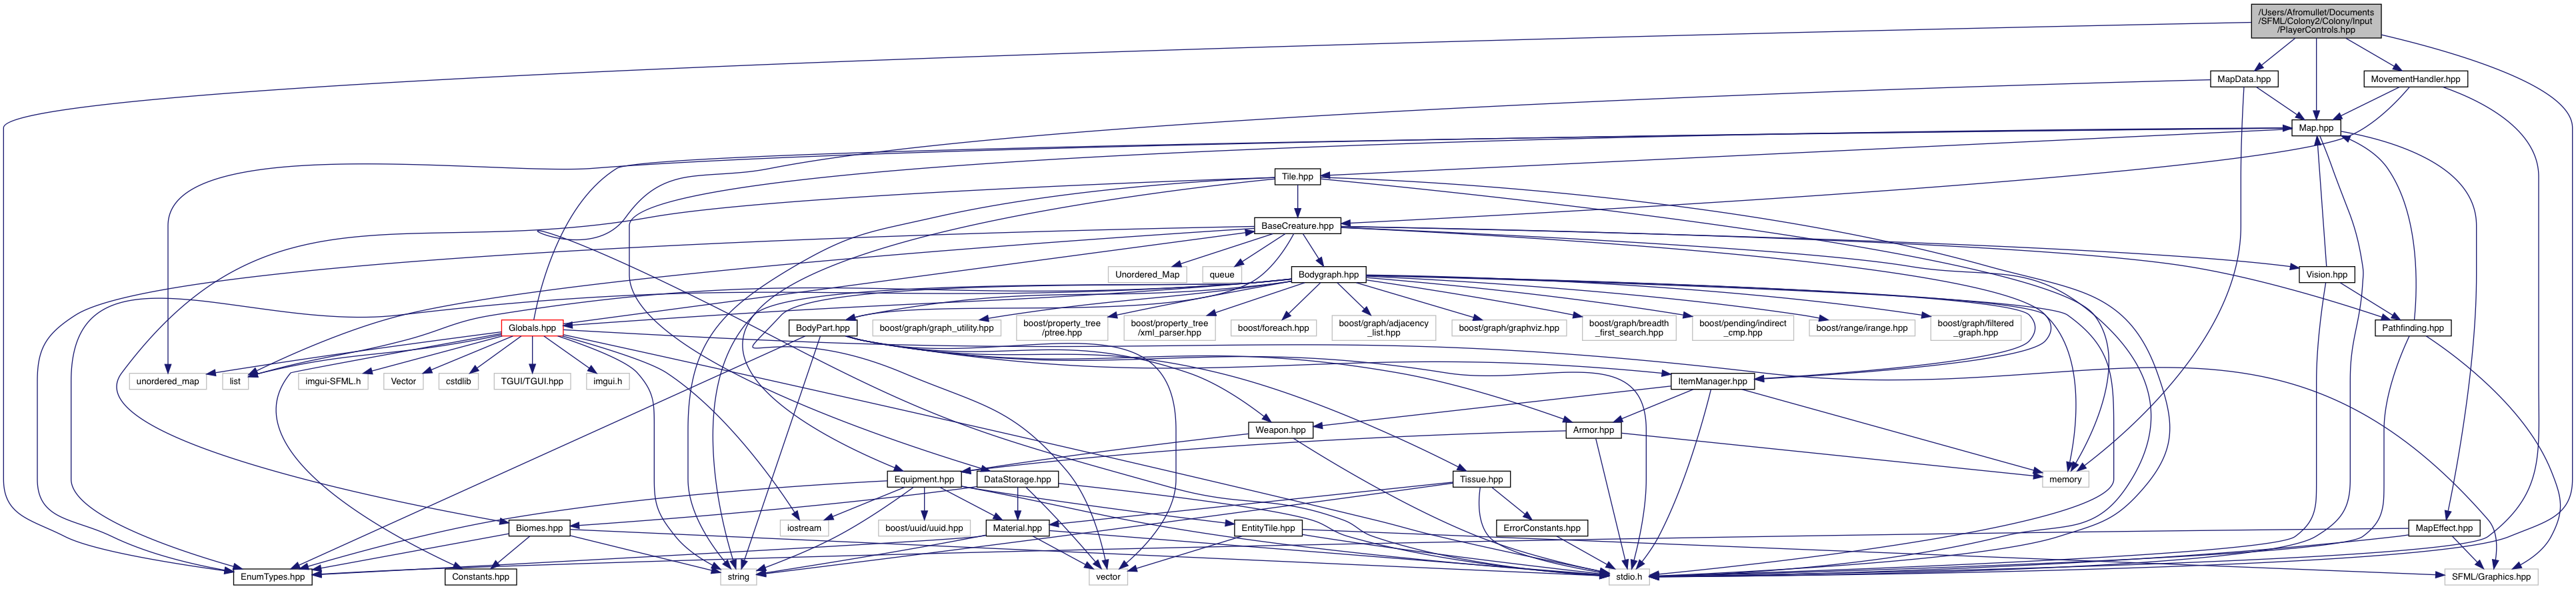 /Users/Afromullet/Documents
/SFML/Colony2/Colony/Input
/PlayerControls.hpp
MapData.hpp
MovementHandler.hpp
Map.hpp
Tile.hpp
BaseCreature.hpp
Unordered_Map
queue
Bodygraph.hpp
Vision.hpp
Globals.hpp
BodyPart.hpp
boost/graph/graph_utility.hpp
boost/property_tree
/ptree.hpp
boost/property_tree
/xml_parser.hpp
boost/foreach.hpp
boost/graph/adjacency
_list.hpp
boost/graph/graphviz.hpp
boost/graph/breadth
_first_search.hpp
boost/pending/indirect
_cmp.hpp
boost/range/irange.hpp
boost/graph/filtered
_graph.hpp
Pathfinding.hpp
unordered_map
list
imgui-SFML.h
Vector
cstdlib
TGUI/TGUI.hpp
imgui.h
ItemManager.hpp
Weapon.hpp
Armor.hpp
Equipment.hpp
DataStorage.hpp
Tissue.hpp
memory
Biomes.hpp
iostream
boost/uuid/uuid.hpp
Material.hpp
EntityTile.hpp
ErrorConstants.hpp
MapEffect.hpp
EnumTypes.hpp
Constants.hpp
string
vector
stdio.h
SFML/Graphics.hpp